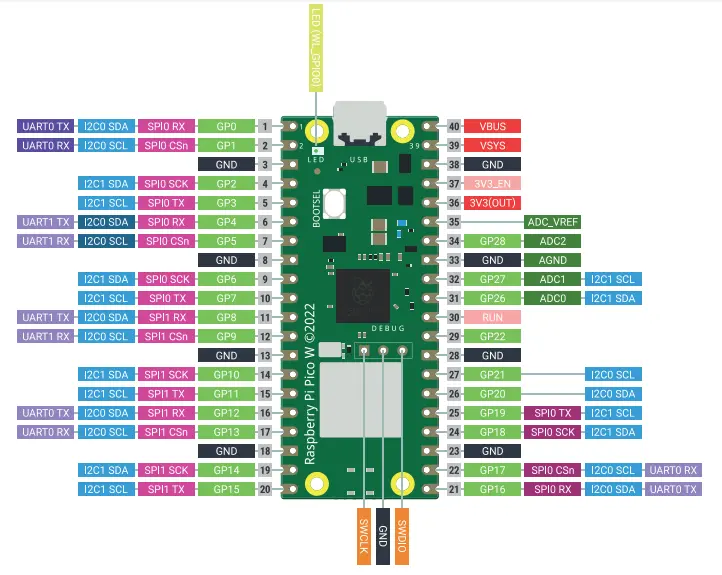 LED (WL_GPIO0)
UART0 TX I2C0 SDA SPI0 RX GP0 1 1 40 VBUS
UART0 RX I2C0 SCL SPI0 CSn GP1 2 2 39 39 VSYS
GND 3 LED USB 38 GND
I2C1 SDA SPI0 SCK GP2 4 37 3V3_EN
I2C1 SCL SPI0 TX GP3 5 BOOTSEL 36 3V3(OUT)
UART1 TX I2C0 SDA SPI0 RX GP4 6 35 ADC_VREF
UART1 RX I2C0 SCL SPI0 CSn GP5 7 34 GP28 ADC2
GND 8 33 GND AGND
I2C1 SDA SPI0 SCK GP6 9 32 GP27 ADC1 I2C1 SCL
I2C1 SCL SPI0 TX GP7 10 31 GP26 ADC0 I2C1 SDA
UART1 TX I2C0 SDA SPI1 RX GP8 11 30 RUN
UART1 RX I2C0 SCL SPI1 CSn GP9 12 DEBUG 29 GP22
GND 13 28 GND
I2C1 SDA SPI1 SCK GP10 14 27 GP21 I2C0 SCL
I2C1 SCL SPI1 TX GP11 15 26 GP20 I2C0 SDA
UART0 TX I2C0 SDA SPI1 RX GP12 16 25 GP19 SPI0 TX I2C1 SCL
UART0 RX I2C0 SCL SPI1 CSn GP13 17 24 GP18 SPI0 SCK I2C1 SDA
GND 18 23 GND
I2C1 SDA SPI1 SCK GP14 19 22 GP17 SPI0 CSn I2C0 SCL UART0 RX
I2C1 SCL SPI1 TX GP15 20 21 GP16 SPI0 RX I2C0 SDA UART0 TX
Raspberry Pi Pico W ©2022
SWCLK GND SWDIO